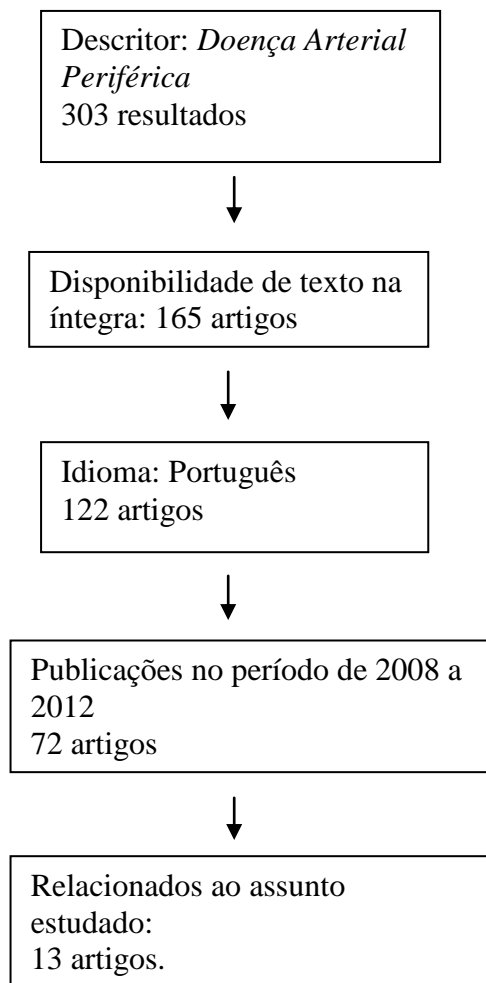 Descritor: Doença Arterial
Periférica
303 resultados
Disponibilidade de texto na
íntegra: 165 artigos
Idioma: Português
122 artigos
Publicações no período de 2008 a
2012
72 artigos
Relacionados ao assunto
estudado:
13 artigos.